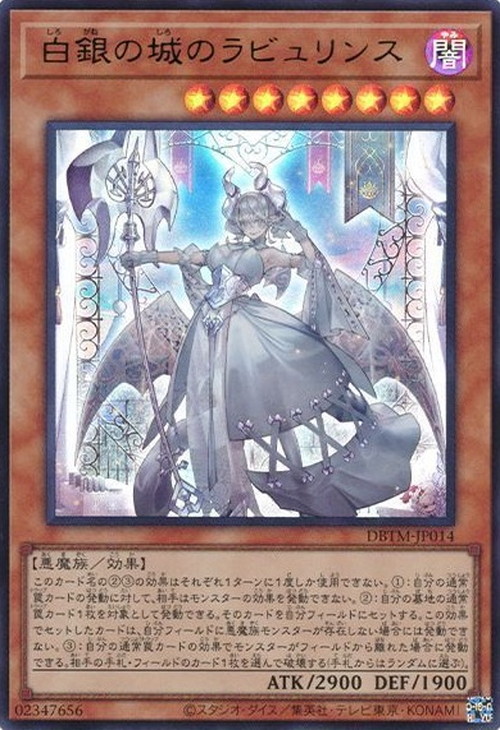 白銀の城のラビュリンス
闇
DBTM-JP014
【悪魔族/効果】
このカード名の②③の効果はそれぞれ1ターンに1度しか使用できない。①:自分の通常
罠カードの発動に対して、相手はモンスターの効果を発動できない。②:自分の墓地の通常
罠カード1枚を対象として発動できる。そのカードを自分フィールドにセットする。この効果
でセットしたカードは、自分フィールドに悪魔族モンスターが存在しない場合には発動でき
ない。③:自分の通常罠カードの効果でモンスターがフィールドから離れた場合に発動
できる。相手の手札・フィールドのカード1枚を選んで破壊する(手札からはランダムに選ぶ)。
ATK/2900 DEF/1900
02347656
©スタジオ・ダイス/集英社・テレビ東京・KONAMI